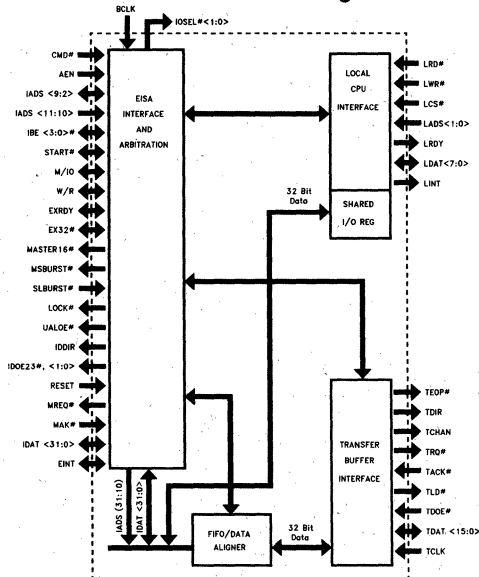 BCLK
IOSEL#<1:0>
CMD#
AEN
IADS <9:2>
IADS <11:10>
IBE <3:0>#
START#
M/IO
W/R
EXRDY
EX32#
MASTER16#
MSBURST#
SLBURST#
LOCK#
UALOE#
IDDIR
IDOE23#, <1:0>
RESET
MREQ#
MAK#
IDAT <31:0>
EINT
EISA
INTERFACE
AND
ARBITRATION
LOCAL
CPU
INTERFACE
SHARED
I/O REG
32 Bit
Data
LRD#
LWR#
LCS#
LADS<1:0>
LRDY
LDAT<7:0>
LINT
TRANSFER
BUFFER
INTERFACE
TEOP#
TDIR
TCHAN
TRQ#
TACK#
TLD#
TDOE#
TDAT <15:0>
TCLK
IADS (31:10)
IDAT <31:0>
FIFO/DATA
ALIGNER
32 Bit
Data